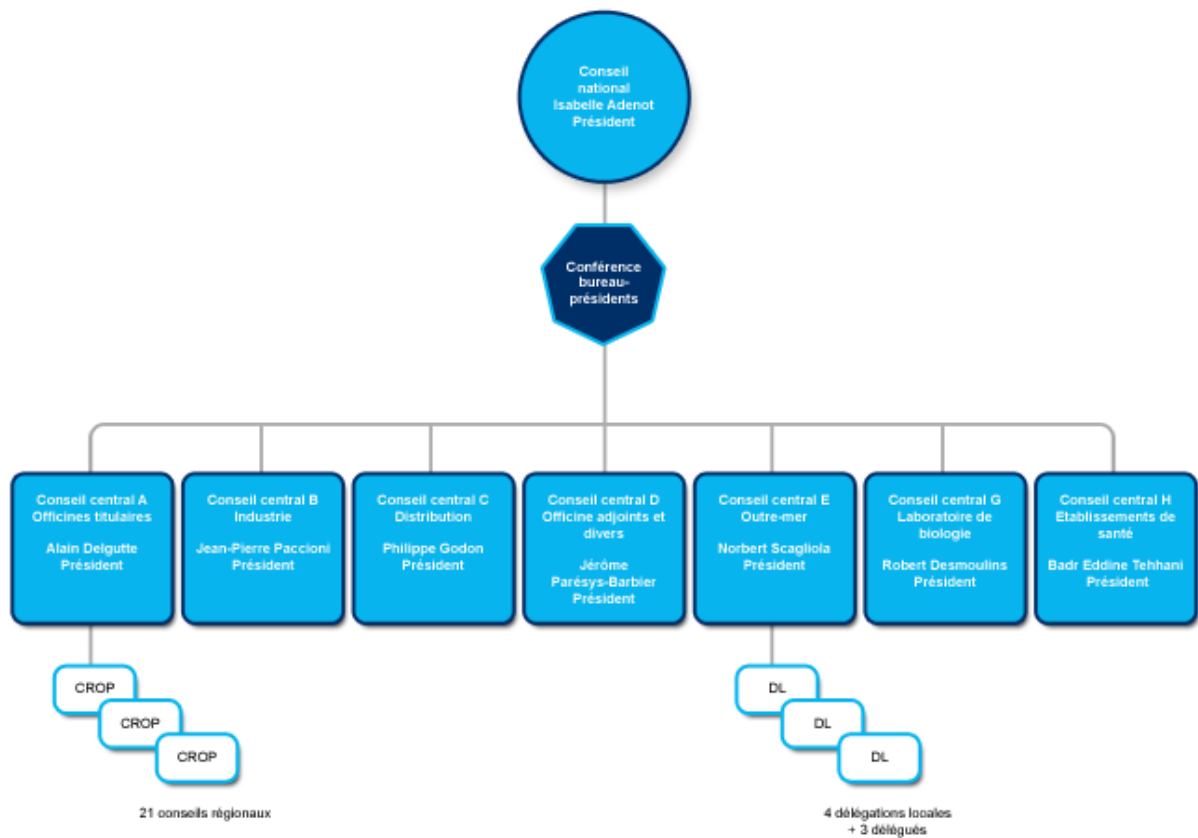 Conseil
national
Isabelle Adenot
Président
Conférence
bureau-
présidents
Conseil central A
Officines titulaires
Alain Delgutte
Président
Conseil central B
Industrie
Jean-Pierre Paccioni
Président
Conseil central C
Distribution
Philippe Godon
Président
Conseil central D
Officine adjoints et
divers
Jérôme
Parésys-Barbier
Président
Conseil central E
Outre-mer
Norbert Scagliola
Président
Conseil central G
Laboratoire de
biologie
Robert Desmoulins
Président
Conseil central H
Etablissements de
santé
Badr Eddine Tehhani
Président
CROP
CROP
CROP
21 conseils régionaux
DL
DL
DL
4 délégations locales
+ 3 délégués